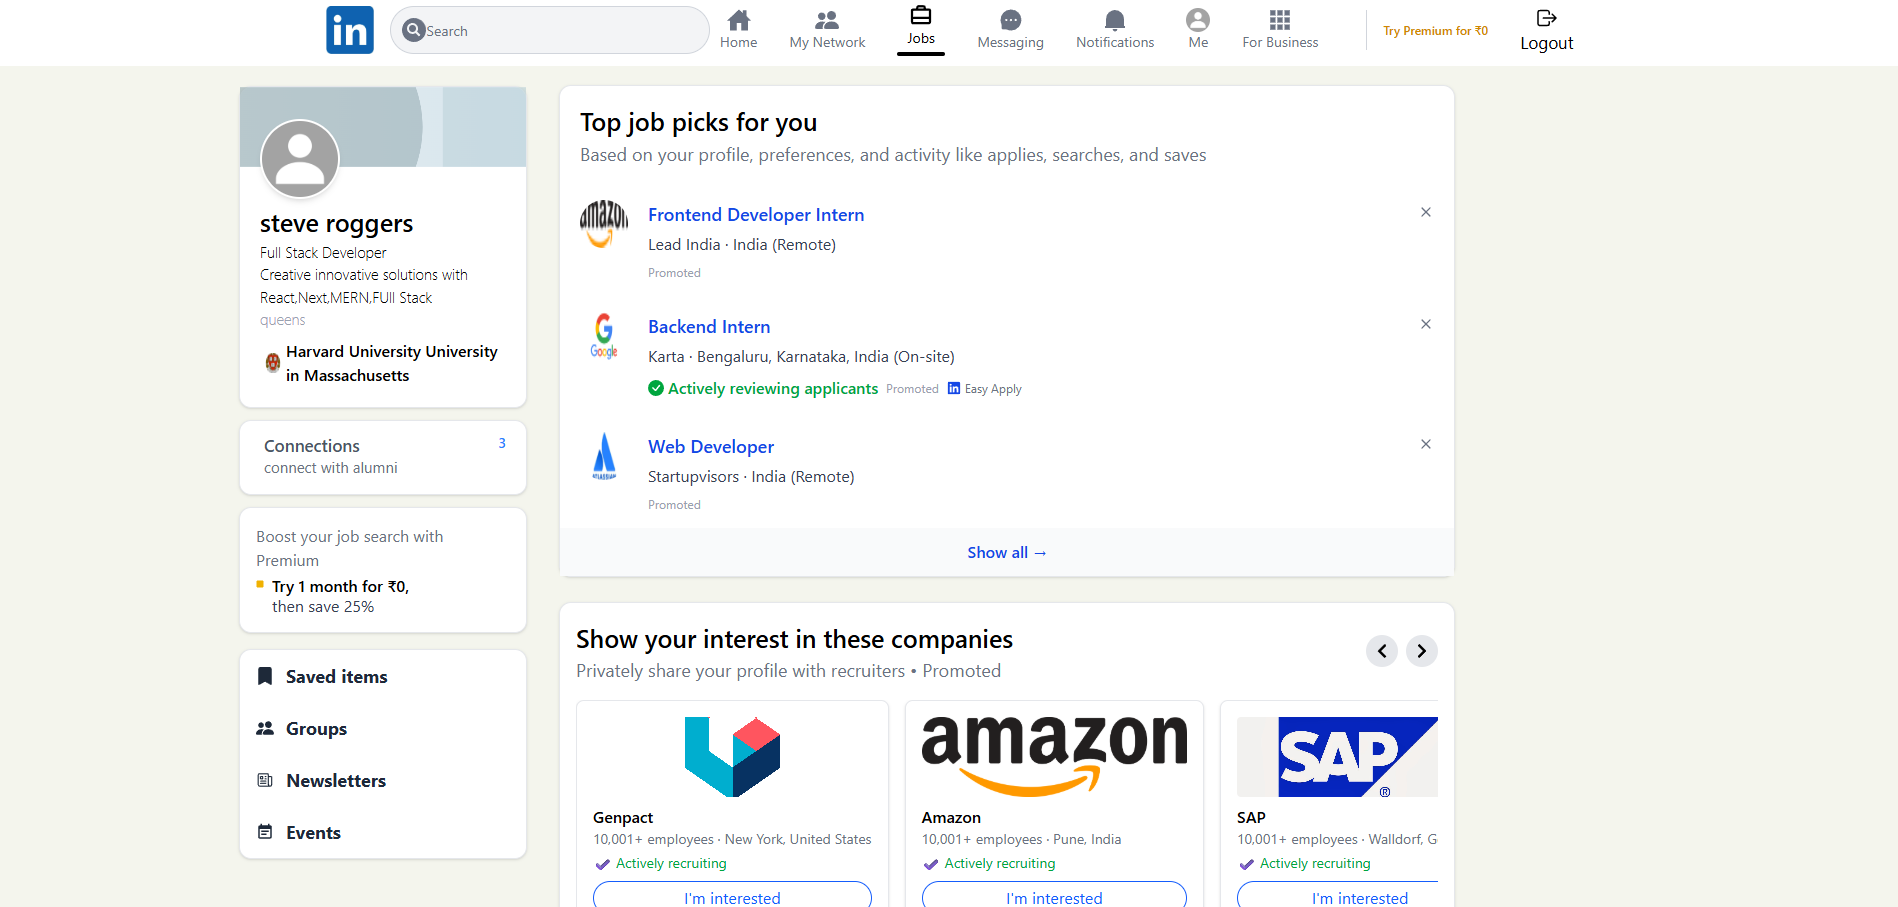 in
Search
Home
My Network
Jobs
Messaging
Notifications
Me
For Business
Try Premium for ₹0
Logout
steve roggers
Full Stack Developer
Creative innovative solutions with
React,Next,MERN,FUll Stack
queens
Harvard University University
in Massachusetts
Connections
3
connect with alumni
Boost your job search with
Premium
Try 1 month for ₹0,
then save 25%
Saved items
Groups
Newsletters
Events
Top job picks for you
Based on your profile, preferences, and activity like applies, searches, and saves
amazon
Frontend Developer Intern
Lead India · India (Remote)
Promoted
Google
Backend Intern
Karta · Bengaluru, Karnataka, India (On-site)
Actively reviewing applicants Promoted in Easy Apply
ATLASSIAN
Web Developer
Startupvisors · India (Remote)
Promoted
Show all →
Show your interest in these companies
Privately share your profile with recruiters • Promoted
Genpact
10,001+ employees · New York, United States
Actively recruiting
I'm interested
amazon
Amazon
10,001+ employees · Pune, India
Actively recruiting
I'm interested
SAP ®
SAP
10,001+ employees · Walldorf, G
Actively recruiting
I'm interested